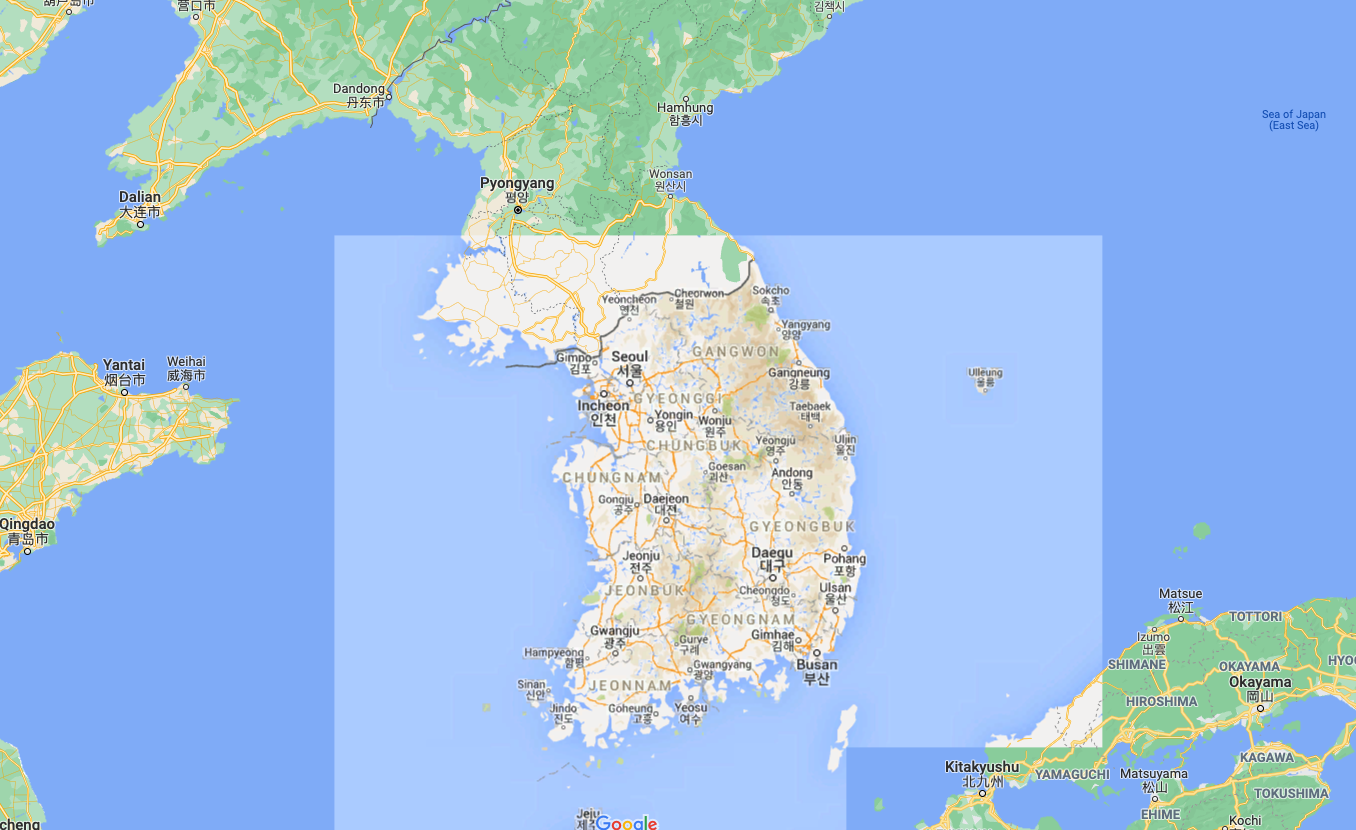 葫芦岛市
营口市
김책시
Dandong
丹东市
Hamhung
함흥시
Sea of Japan
(East Sea)
Wonsan
원산시
Pyongyang
평양
Dalian
大连市
Yeoncheon
연천
Cheorwon
철원
Sokcho
속초
Yangyang
양양
GANGWON
Gimpo
김포
Seoul
서울
Yantai
烟台市
Weihai
威海市
Gangneung
강릉
Ulleung
울릉
GYEONGGI
Incheon
인천
Yongin
용인
Wonju
원주
Taebaek
태백
CHUNGBUK
Yeongju
영주
Uljin
울진
Goesan
괴산
Andong
안동
CHUNGNAM
Gongju
공주
Daejeon
대전
Qingdao
青岛市
GYEONGBUK
Jeonju
전주
Daegu
대구
Pohang
포항
JEONBUK
Cheongdo
청도
Ulsan
울산
GYEONGNAM
Matsue
松江
TOTTORI
Izumo
出雲
Gwangju
광주
Gurye
구례
Gimhae
김해
Busan
부산
Hampyeong
함평
Gwangyang
광양
SHIMANE
OKAYAMA
HYOG
Okayama
岡山
Sinan
신안
JEONNAM
HIROSHIMA
Jindo
진도
Goheung
고흥
Yeosu
여수
Kitakyushu
北九州
YAMAGUCHI
Matsuyama
松山
KAGAWA
TOKUSHIMA
EHIME
Kochi
Jeju
Google
cheng